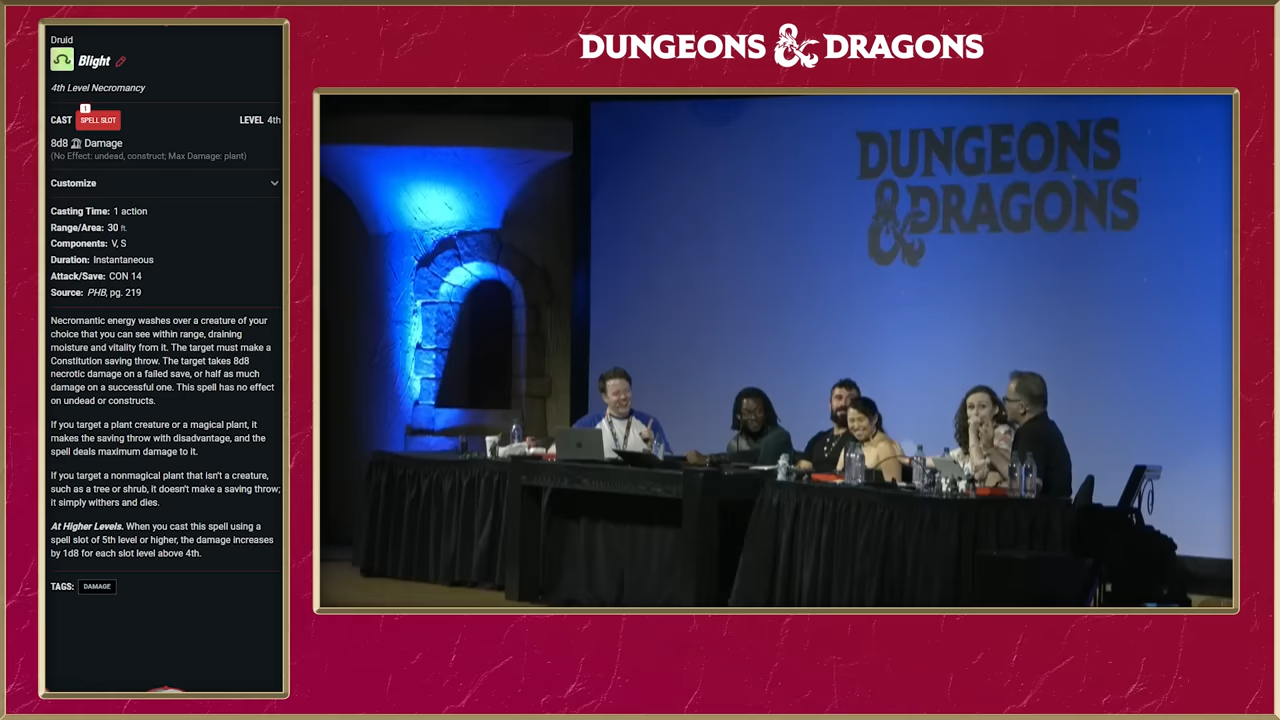 Druid
Blight
4th Level Necromancy
1
CAST SPELL SLOT LEVEL 4th
8d8 Damage
(No Effect: undead, construct; Max Damage: plant)
Customize
Casting Time: 1 action
Range/Area: 30 ft.
Components: V, S
Duration: Instantaneous
Attack/Save: CON 14
Source: PHB, pg. 219
Necromantic energy washes over a creature of your
choice that you can see within range, draining
moisture and vitality from it. The target must make a
Constitution saving throw. The target takes 8d8
necrotic damage on a failed save, or half as much
damage on a successful one. This spell has no effect
on undead or constructs.
If you target a plant creature or a magical plant, it
makes the saving throw with disadvantage, and the
spell deals maximum damage to it.
If you target a nonmagical plant that isn't a creature,
such as a tree or shrub, it doesn't make a saving throw;
it simply withers and dies.
At Higher Levels. When you cast this spell using a
spell slot of 5th level or higher, the damage increases
by 1d8 for each slot level above 4th.
TAGS: DAMAGE
DUNGEONS & DRAGONS
DUNGEONS
& DRAGONS